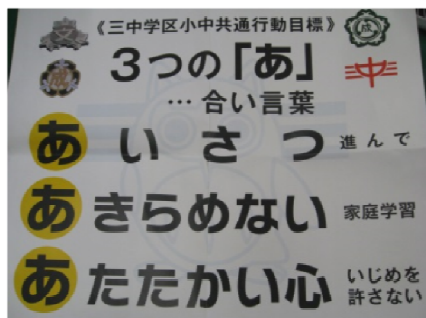 《三中学区小中共通行動目標》
3つの「あ」
…合い言葉
あいさつ 進んで
あきらめない 家庭学習
あたたかい心 いじめを
許さない
中